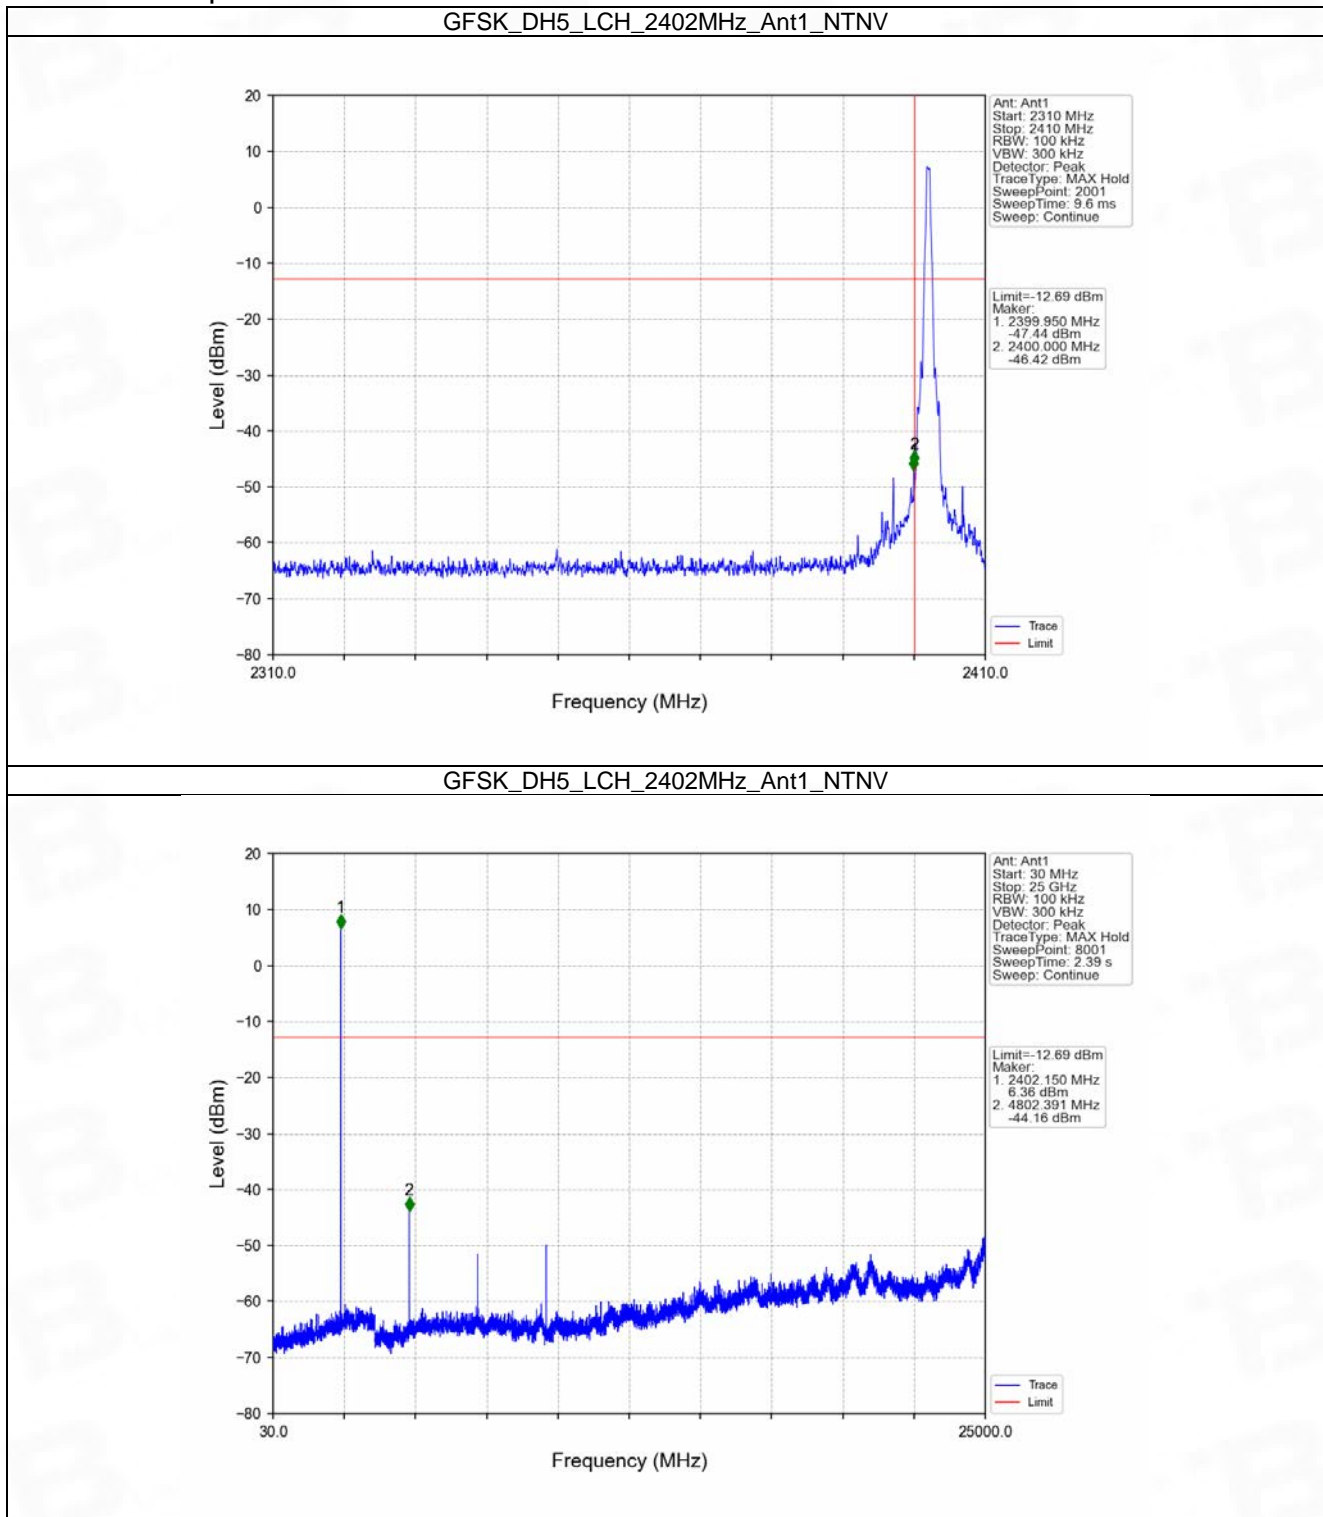 GFSK_DH5_LCH_2402MHz_Ant1_NTNV
20
10
0
−10
−20
−30
−40
−50
−60
−70
−80
Level (dBm)
2
2310.0
2410.0
Frequency (MHz)
Ant: Ant1
Start: 2310 MHz
Stop: 2410 MHz
RBW: 100 kHz
VBW: 300 kHz
Detector: Peak
TraceType: MAX Hold
SweepPoint: 2001
SweepTime: 9.6 ms
Sweep: Continue
Limit=-12.69 dBm
Maker:
1. 2399.950 MHz
-47.44 dBm
2. 2400.000 MHz
-46.42 dBm
Trace
Limit
GFSK_DH5_LCH_2402MHz_Ant1_NTNV
20
10
0
−10
−20
−30
−40
−50
−60
−70
−80
Level (dBm)
1
2
30.0
25000.0
Frequency (MHz)
Ant: Ant1
Start: 30 MHz
Stop: 25 GHz
RBW: 100 kHz
VBW: 300 kHz
Detector: Peak
TraceType: MAX Hold
SweepPoint: 8001
SweepTime: 2.39 s
Sweep: Continue
Limit=-12.69 dBm
Maker:
1. 2402.150 MHz
6.36 dBm
2. 4802.391 MHz
-44.16 dBm
Trace
Limit